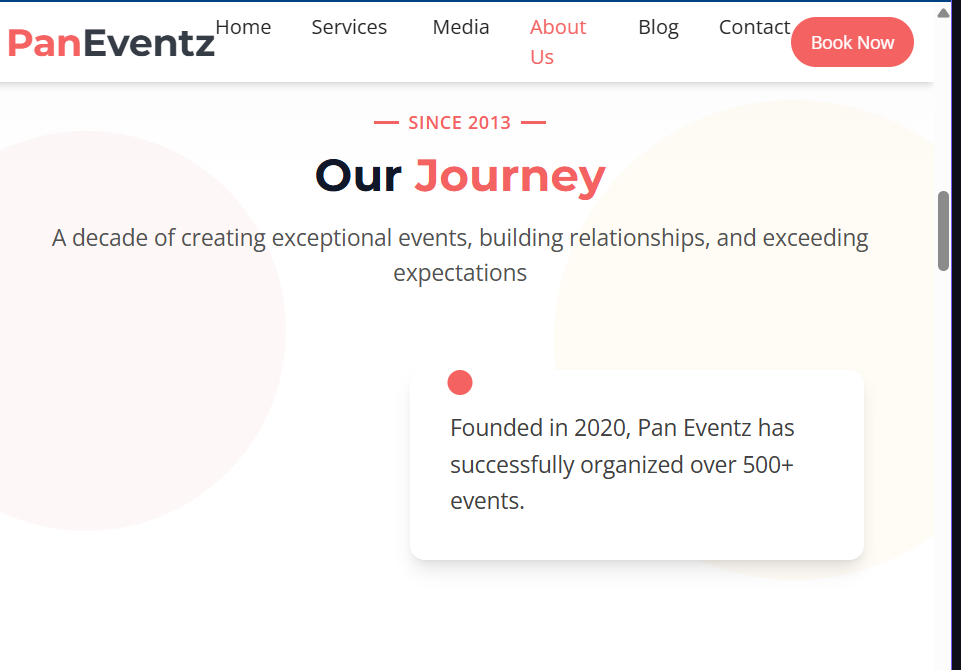 PanEventz Home Services Media About Us Blog Contact Book Now
SINCE 2013
Our Journey
A decade of creating exceptional events, building relationships, and exceeding
expectations
Founded in 2020, Pan Eventz has
successfully organized over 500+
events.